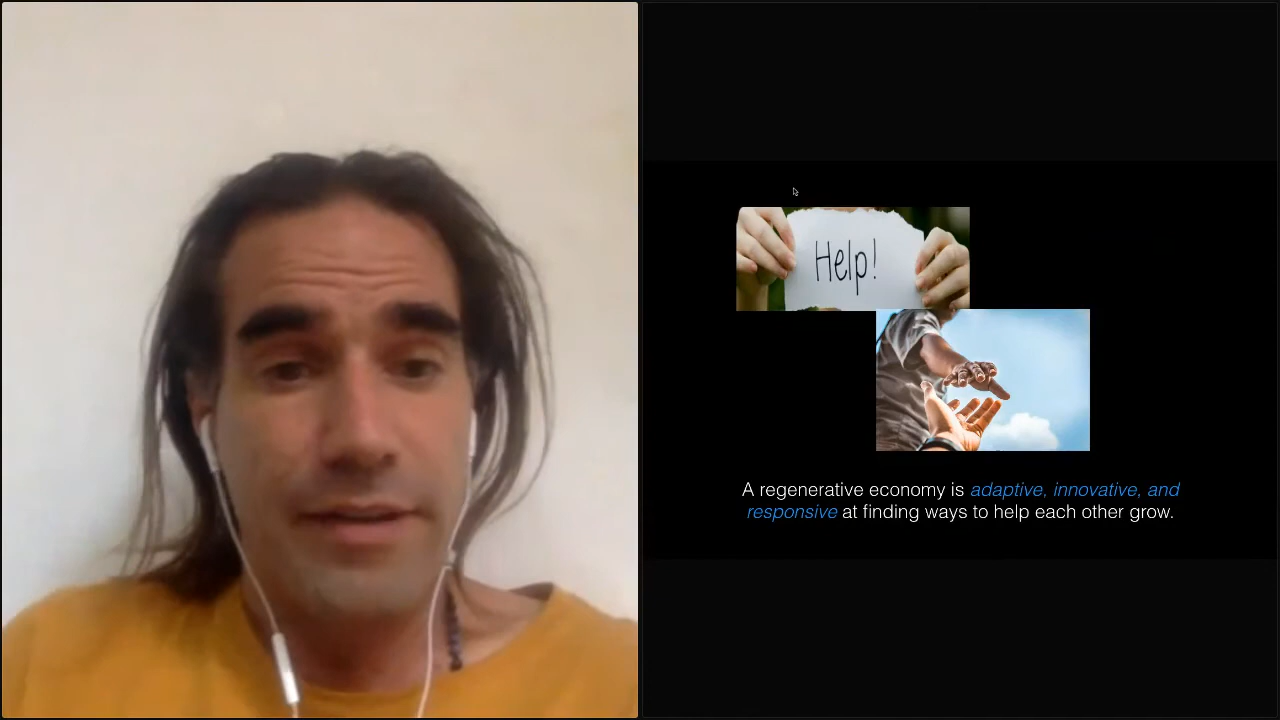 Help!
A regenerative economy is adaptive, innovative, and
responsive at finding ways to help each other grow.